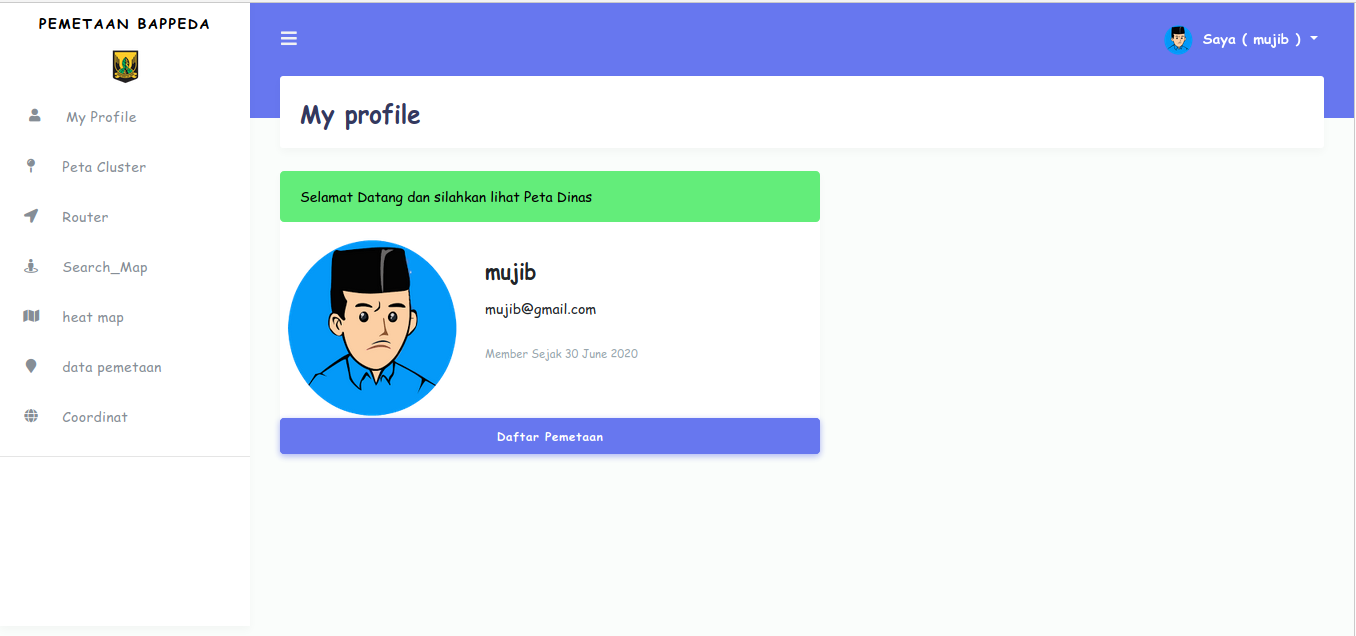 PEMETAAN BAPPEDA
Saya ( mujib )
My Profile
Peta Cluster
Router
Search_Map
heat map
data pemetaan
Coordinat
My profile
Selamat Datang dan silahkan lihat Peta Dinas
mujib
mujib@gmail.com
Member Sejak 30 June 2020
Daftar Pemetaan